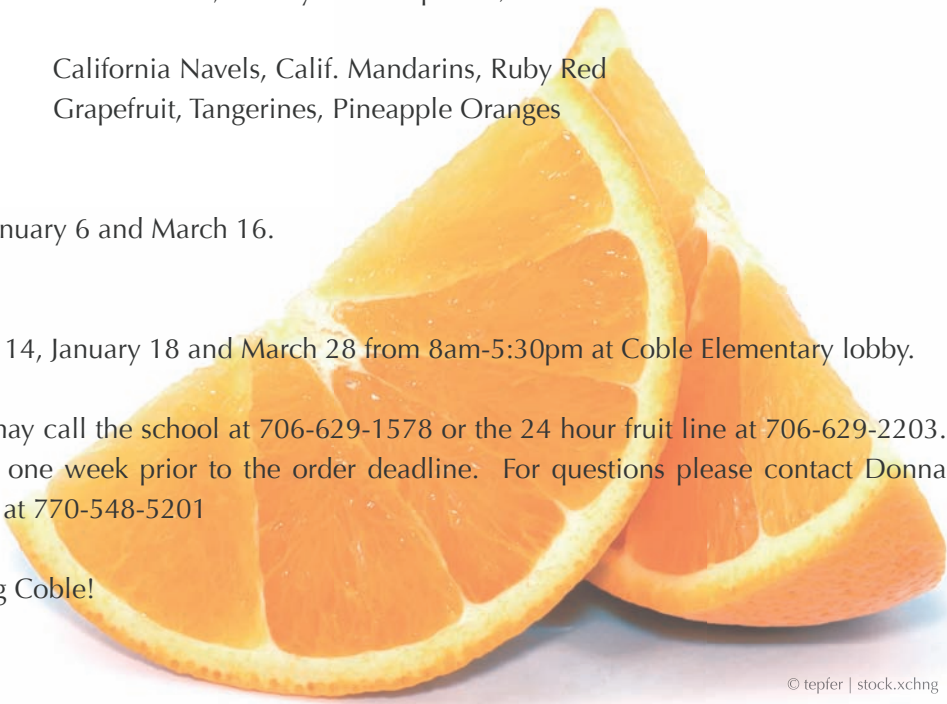 California Navels, Calif. Mandarins, Ruby Red
Grapefruit, Tangerines, Pineapple Oranges
nuary 6 and March 16.
14, January 18 and March 28 from 8am-5:30pm at Coble Elementary lobby.
may call the school at 706-629-1578 or the 24 hour fruit line at 706-629-2203.
one week prior to the order deadline. For questions please contact Donna
at 770-548-5201
g Coble!
© tepfer | stock.xchng